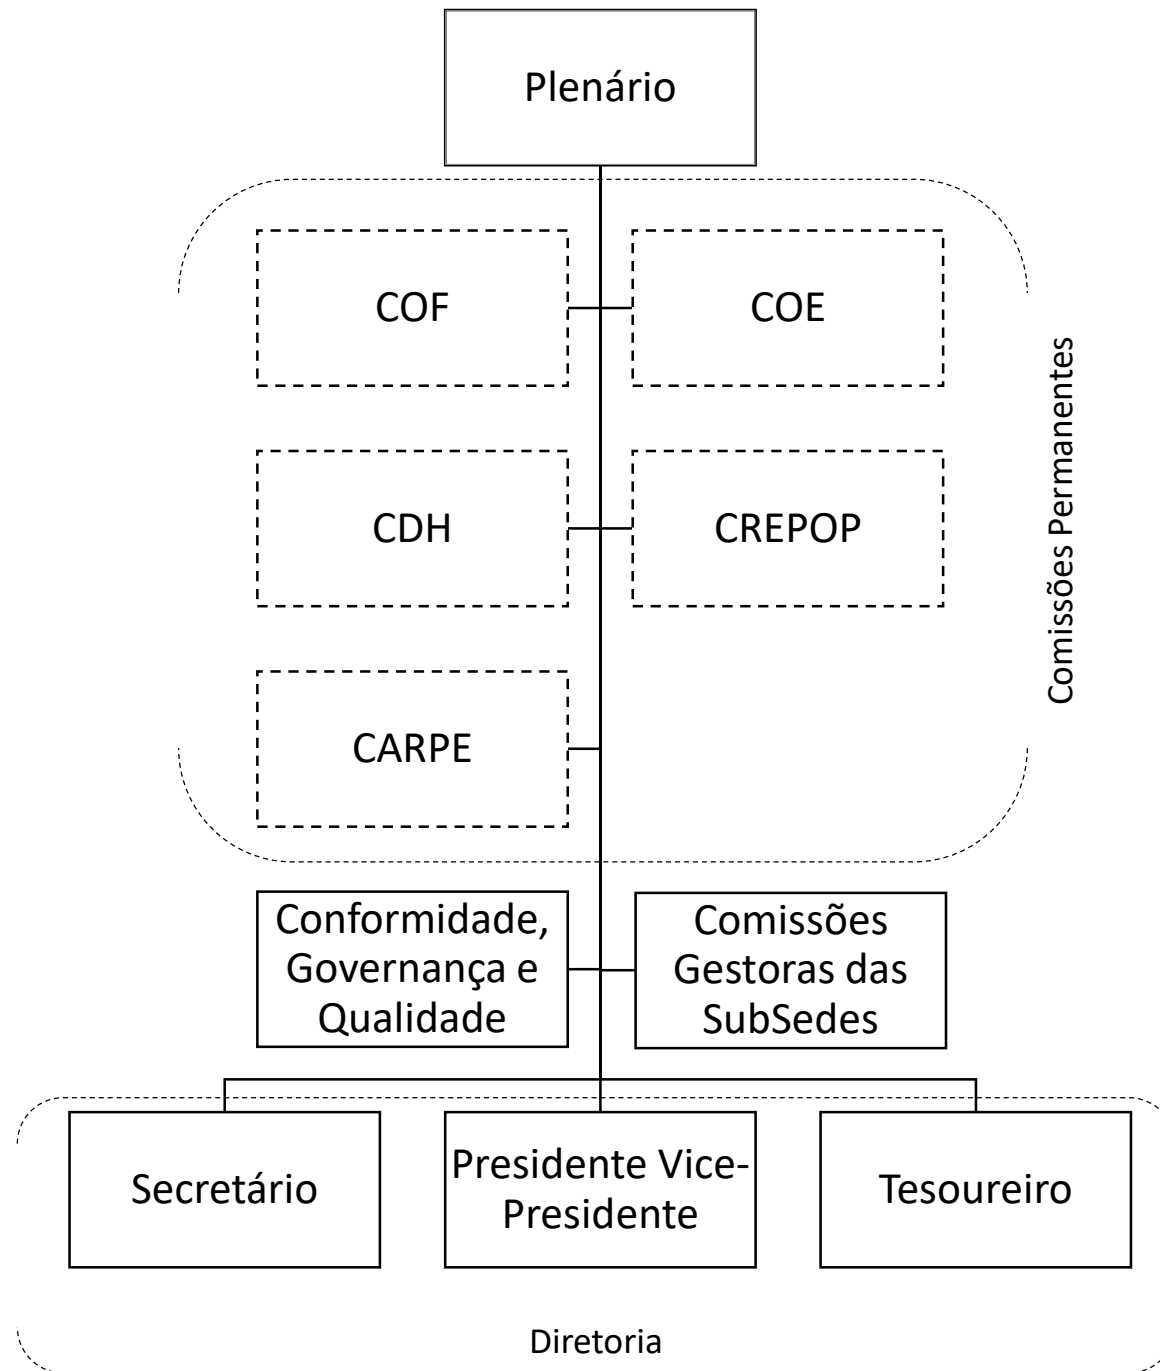 Plenário
COF
COE
CDH
CREPOP
CARPE
Comissões Permanentes
Conformidade,
Governança e
Qualidade
Comissões
Gestoras das
SubSedes
Secretário
Presidente Vice-
Presidente
Tesoureiro
Diretoria